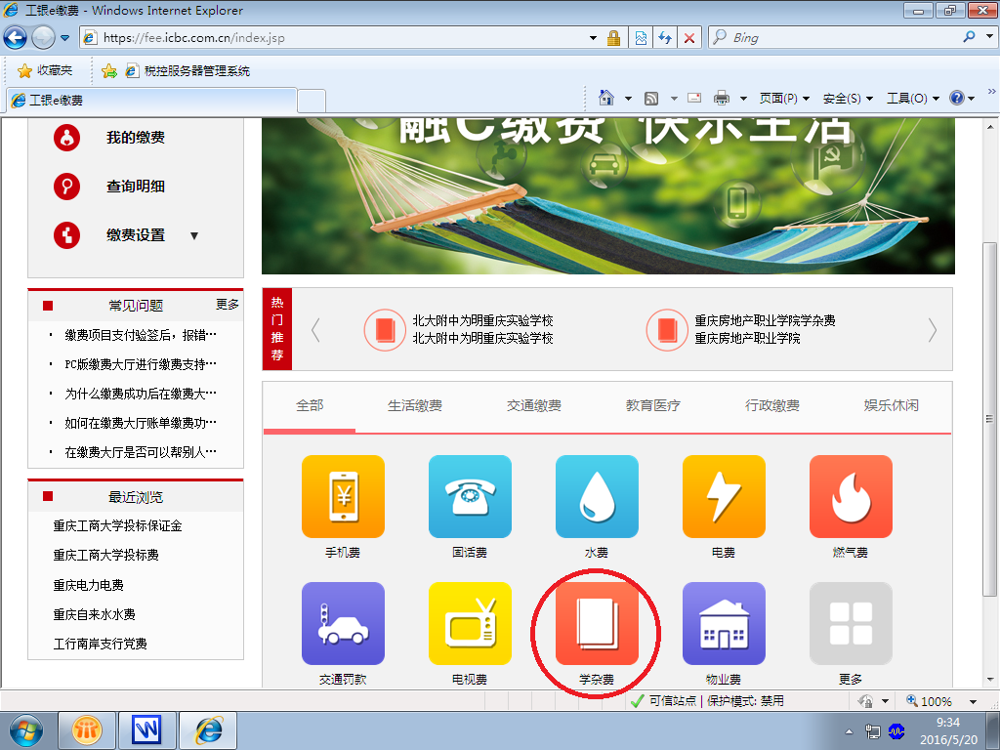 工银e缴费 - Windows Internet Explorer
https://fee.icbc.com.cn/index.jsp
Bing
收藏夹
税控服务器管理系统
工银e缴费
页面(P)
安全(S)
工具(O)
»
我的缴费
查询明细
缴费设置 ▼
融e缴费 快乐生活
常见问题 更多
· 缴费项目支付验签后，报错…
· PC版缴费大厅进行缴费支持…
· 为什么缴费成功后在缴费大…
· 如何在缴费大厅账单缴费功…
· 在缴费大厅是否可以帮别人…
最近浏览
重庆工商大学投标保证金
重庆工商大学投标费
重庆电力电费
重庆自来水水费
工行南岸支行党费
热
门
推
荐
北大附中为明重庆实验学校
北大附中为明重庆实验学校
重庆房地产职业学院学杂费
重庆房地产职业学院
全部 生活缴费 交通缴费 教育医疗 行政缴费 娱乐休闲
¥
手机费 固话费 水费 电费 燃气费
交通罚款 电视费 学杂费 物业费 更多
可信站点 | 保护模式: 禁用
100%
W
9:34
2016/5/20